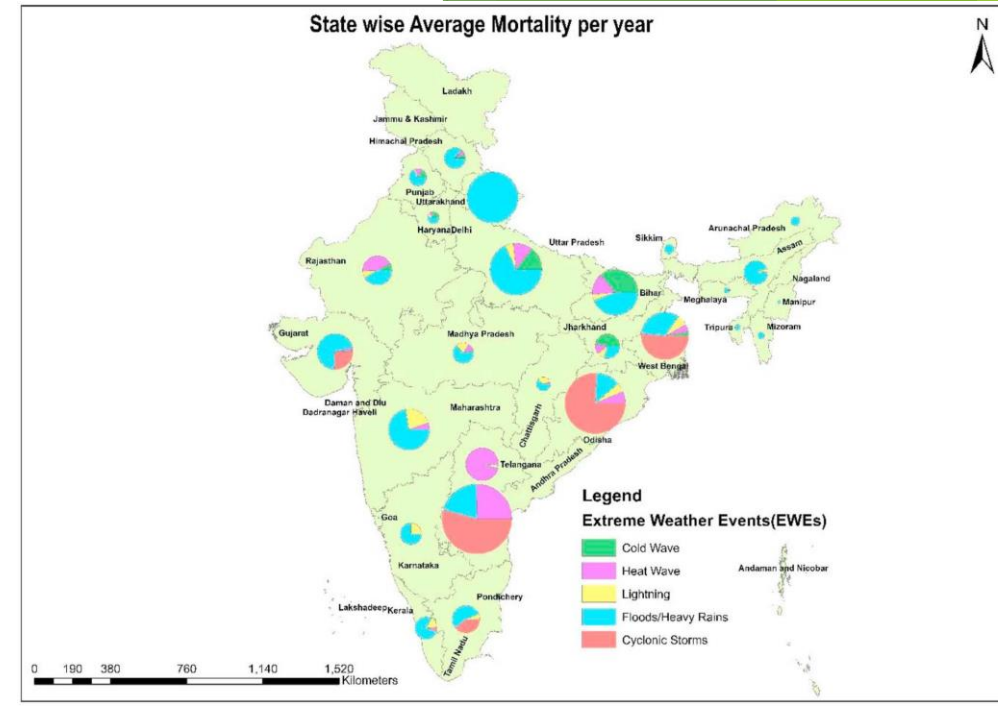 State wise Average Mortality per year
N
Ladakh
Jammu & Kashmir
Himachal Pradesh
Punjab
Uttarakhand
HaryanaDelhi
Uttar Pradesh
Sikkim
Arunachal Pradesh
Assam
Nagaland
Rajasthan
Bihar
Meghalaya
Manipur
Gujarat
Madhya Pradesh
Jharkhand
Tripura
Mizoram
West Bengal
Daman and Diu
Dadranagar Haveli
Maharashtra
Chattisgarh
Odisha
Telangana
Andhra Pradesh
Legend
Extreme Weather Events(EWEs)
Cold Wave
Heat Wave
Lightning
Floods/Heavy Rains
Cyclonic Storms
Goa
Karnataka
Andaman and Nicobar
Pondichery
Lakshadeep
Kerala
Tamil Nadu
0 190 380 760 1,140 1,520
Kilometers